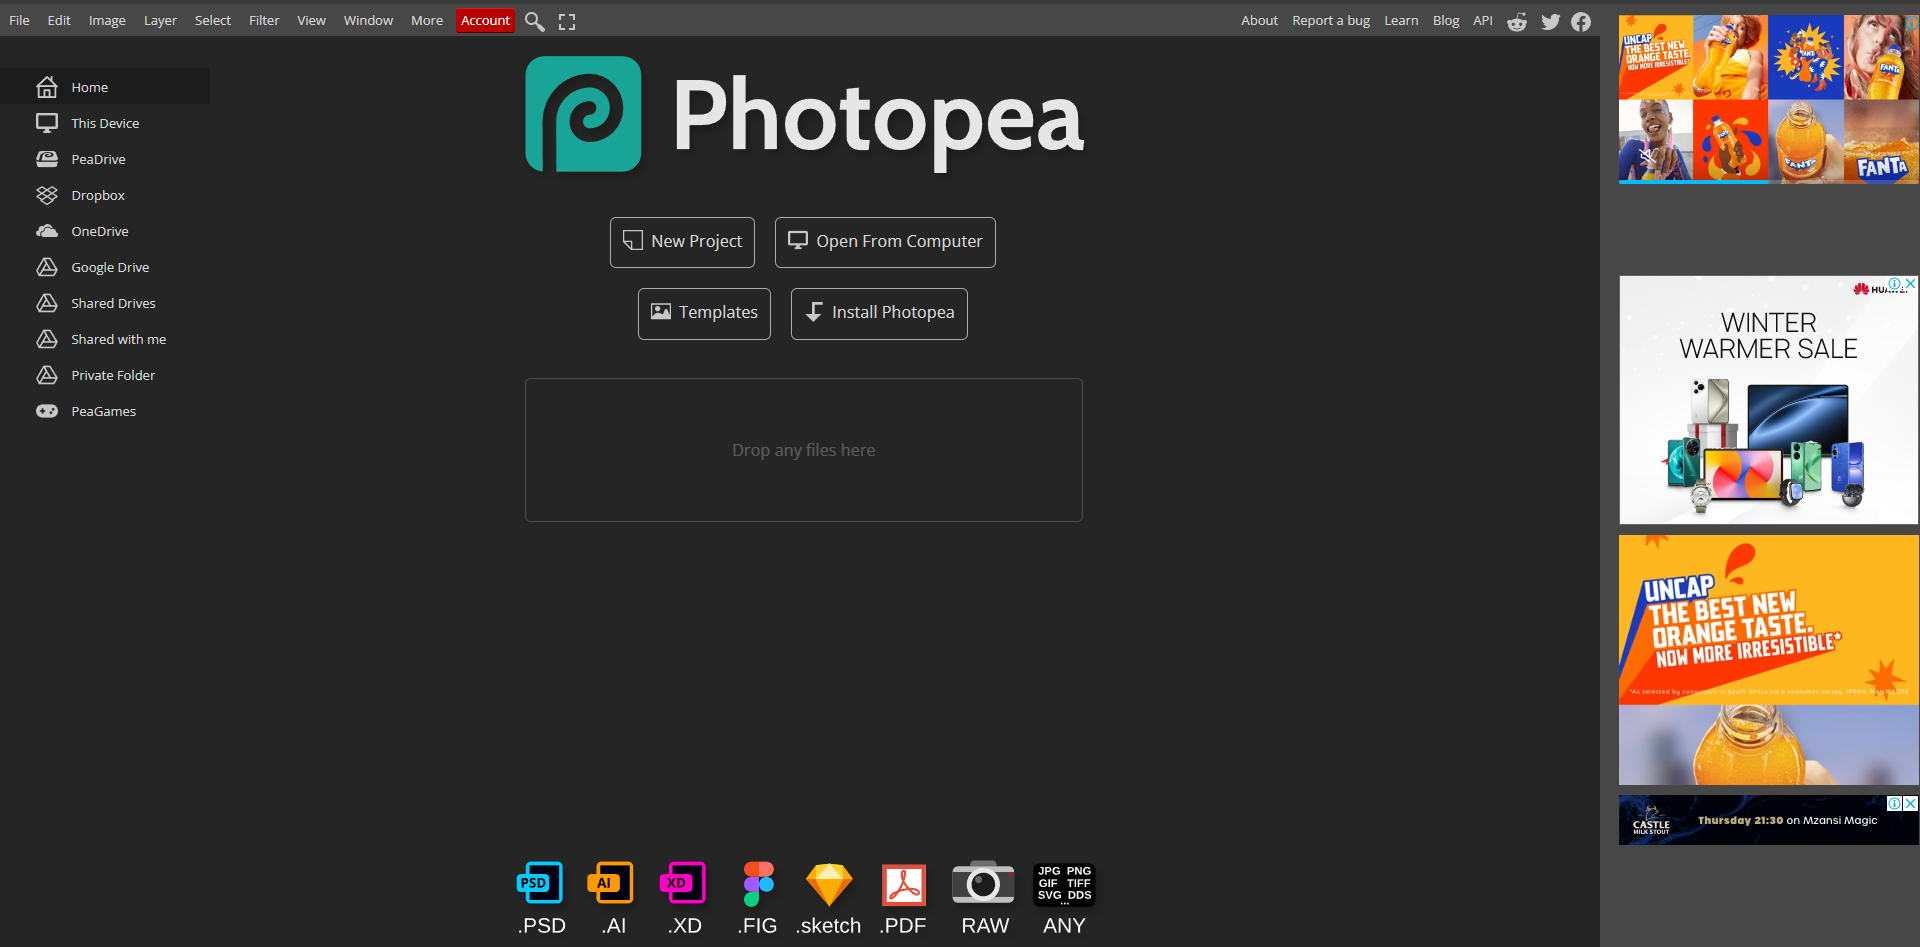 File Edit Image Layer Select Filter View Window More Account
About Report a bug Learn Blog API
Home
This Device
PeaDrive
Dropbox
OneDrive
Google Drive
Shared Drives
Shared with me
Private Folder
PeaGames
Photopea
New Project
Open From Computer
Templates
Install Photopea
Drop any files here
PSD
AI
XD
JPG PNG
GIF TIFF
SVG DDS
...
.PSD
.AI
.XD
.FIG
.sketch
.PDF
RAW
ANY
UNCAP
THE BEST NEW
ORANGE TASTE.
NOW MORE IRRESISTIBLE*
FANTA
FANTA
FANTA
FANTA
FANTA
WINTER
WARMER SALE
UNCAP
THE BEST NEW
ORANGE TASTE.
NOW MORE IRRESISTIBLE*
*As selected by consumers in South Africa via a consumer survey.
CASTLE
MILK STOUT
Thursday 21:30 on Mzansi Magic